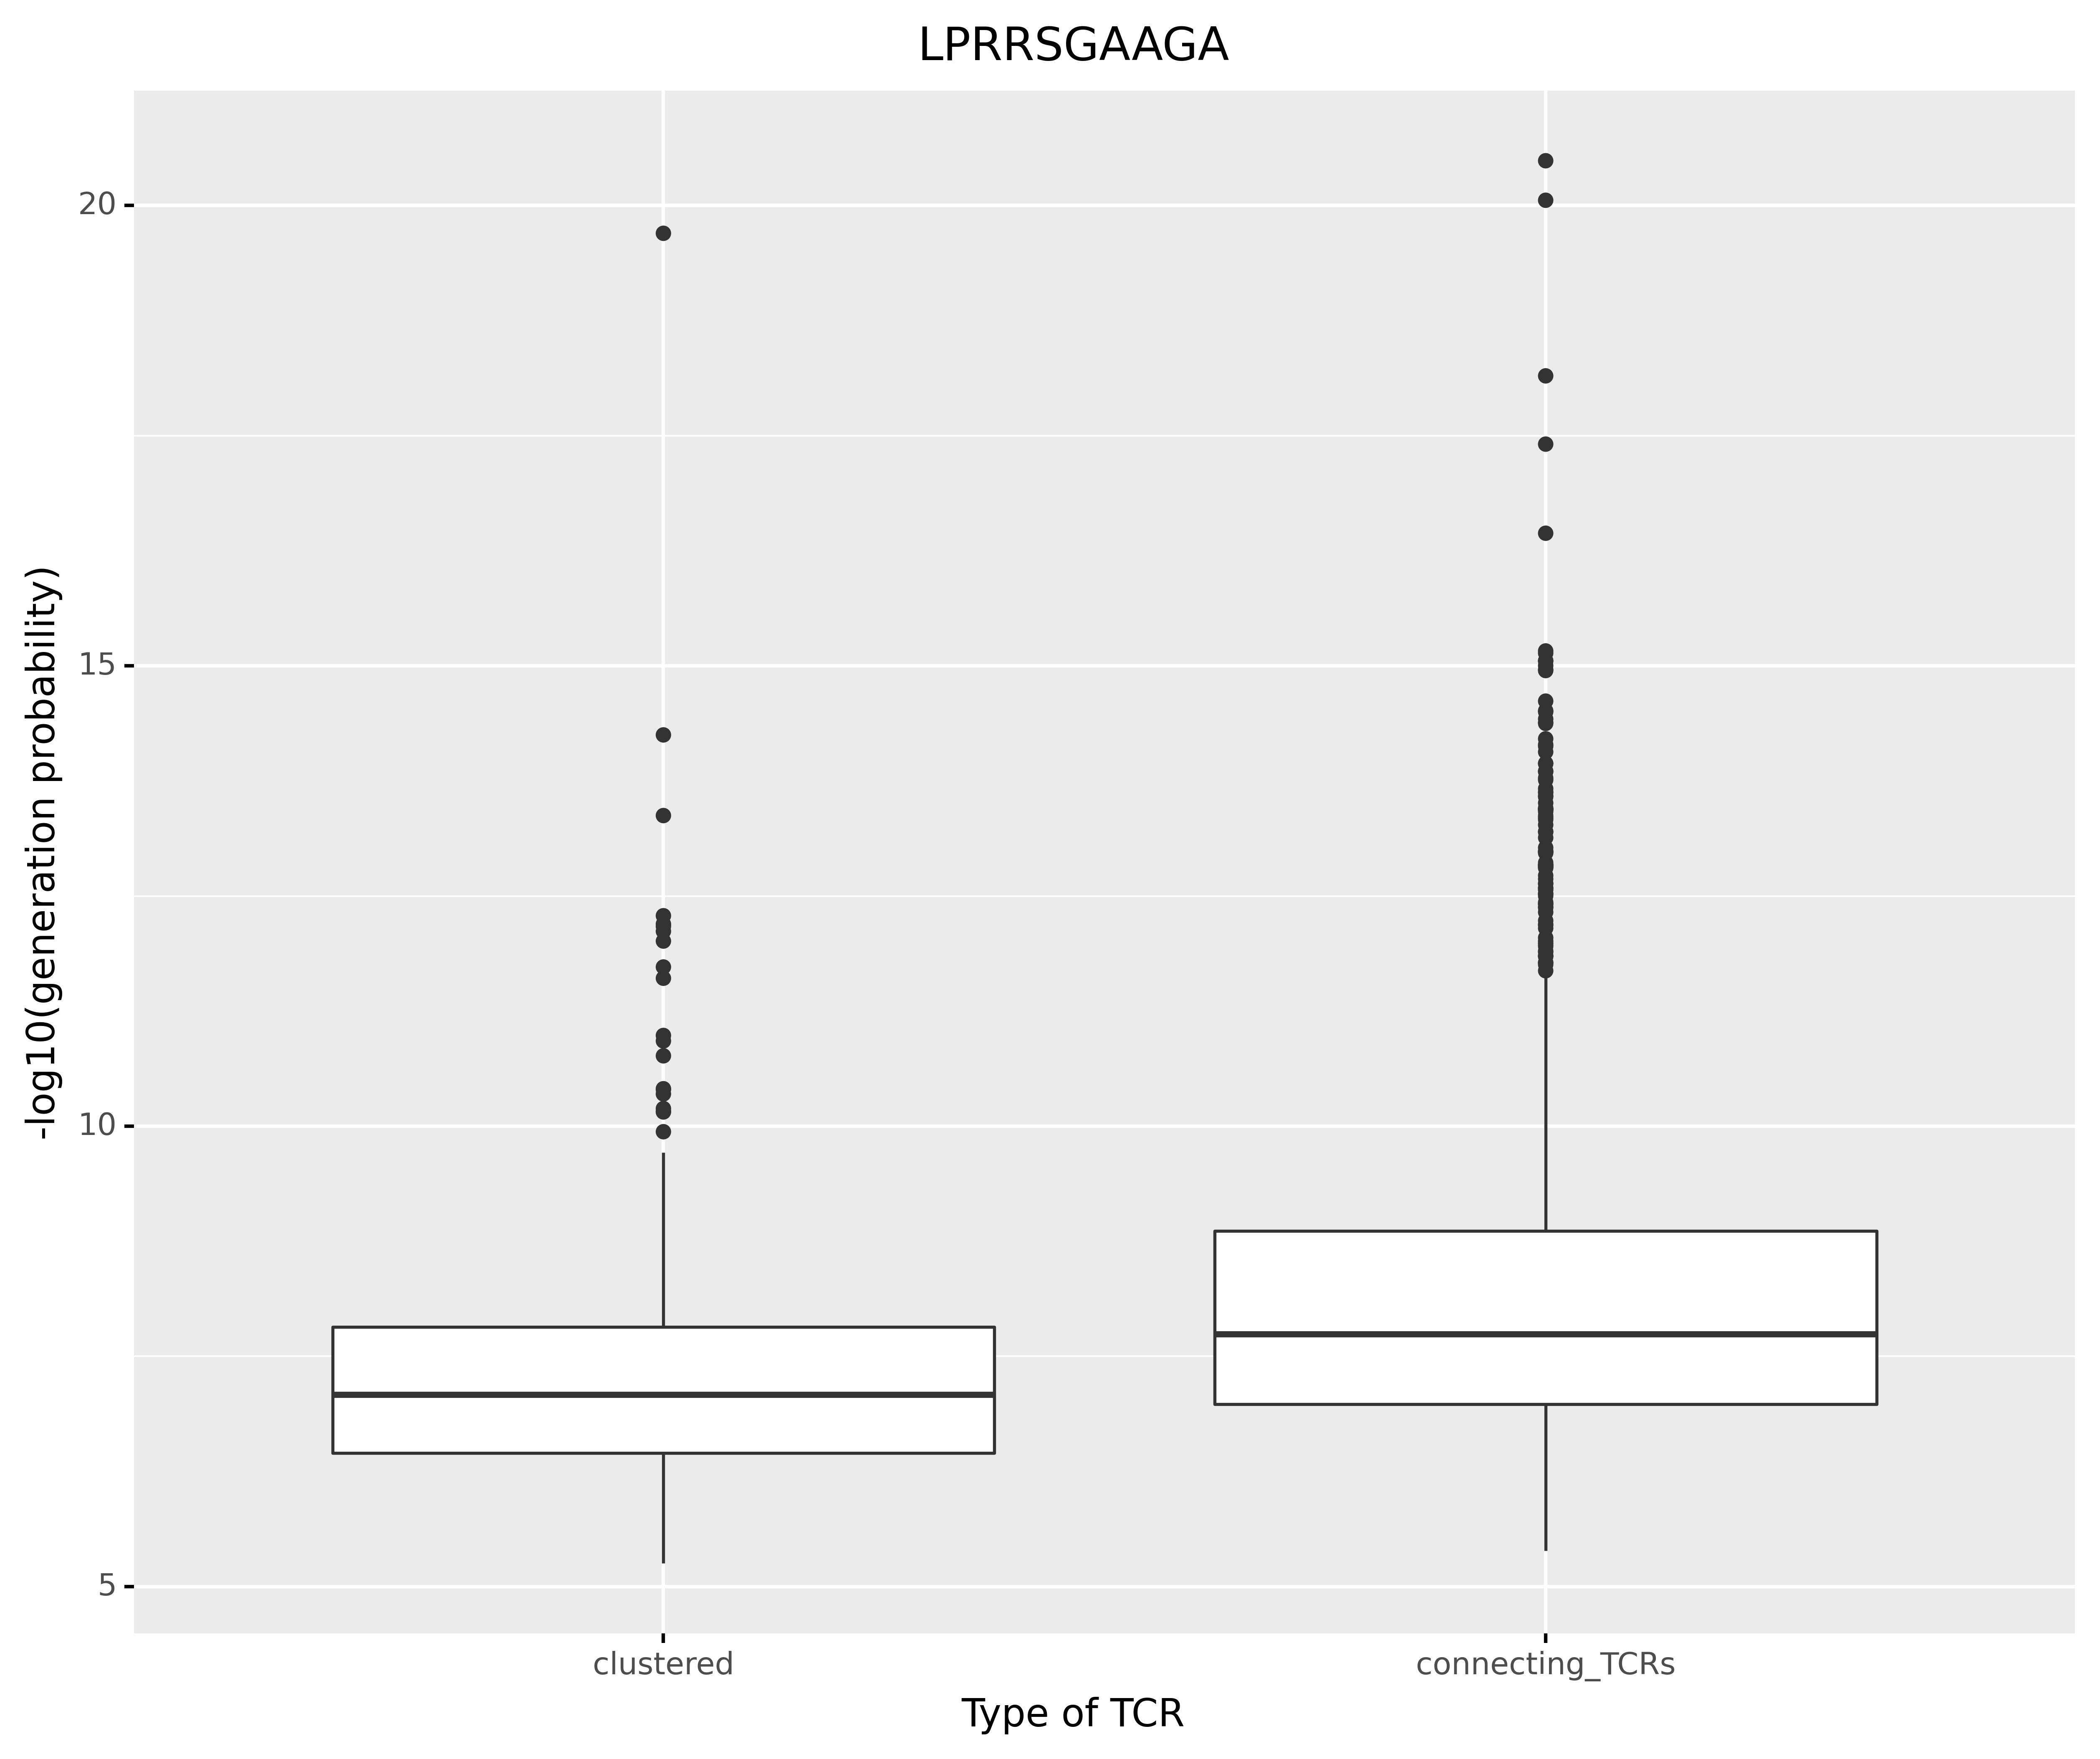 LPRRSGAAGA
-log10(generation probability)
20
15
10
5
clustered
connecting_TCRs
Type of TCR